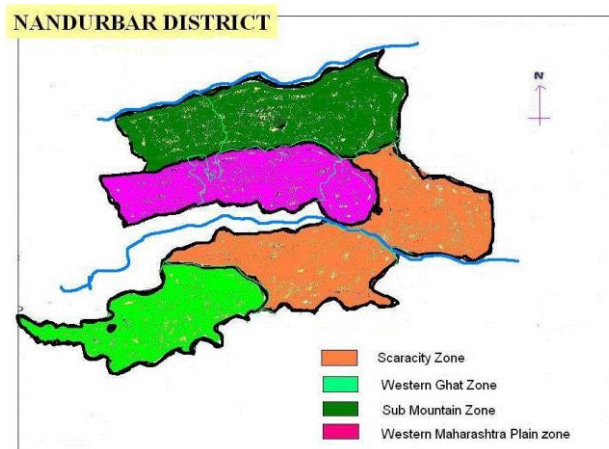 NANDURBAR DISTRICT
N
Scaracity Zone
Western Ghat Zone
Sub Mountain Zone
Western Maharashtra Plain zone